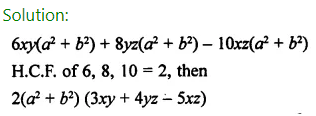 Solution:
6xy(a² + b²) + 8yz(a² + b²) – 10xz(a² + b²)
H.C.F. of 6, 8, 10 = 2, then
2(a² + b²) (3xy + 4yz – 5xz)